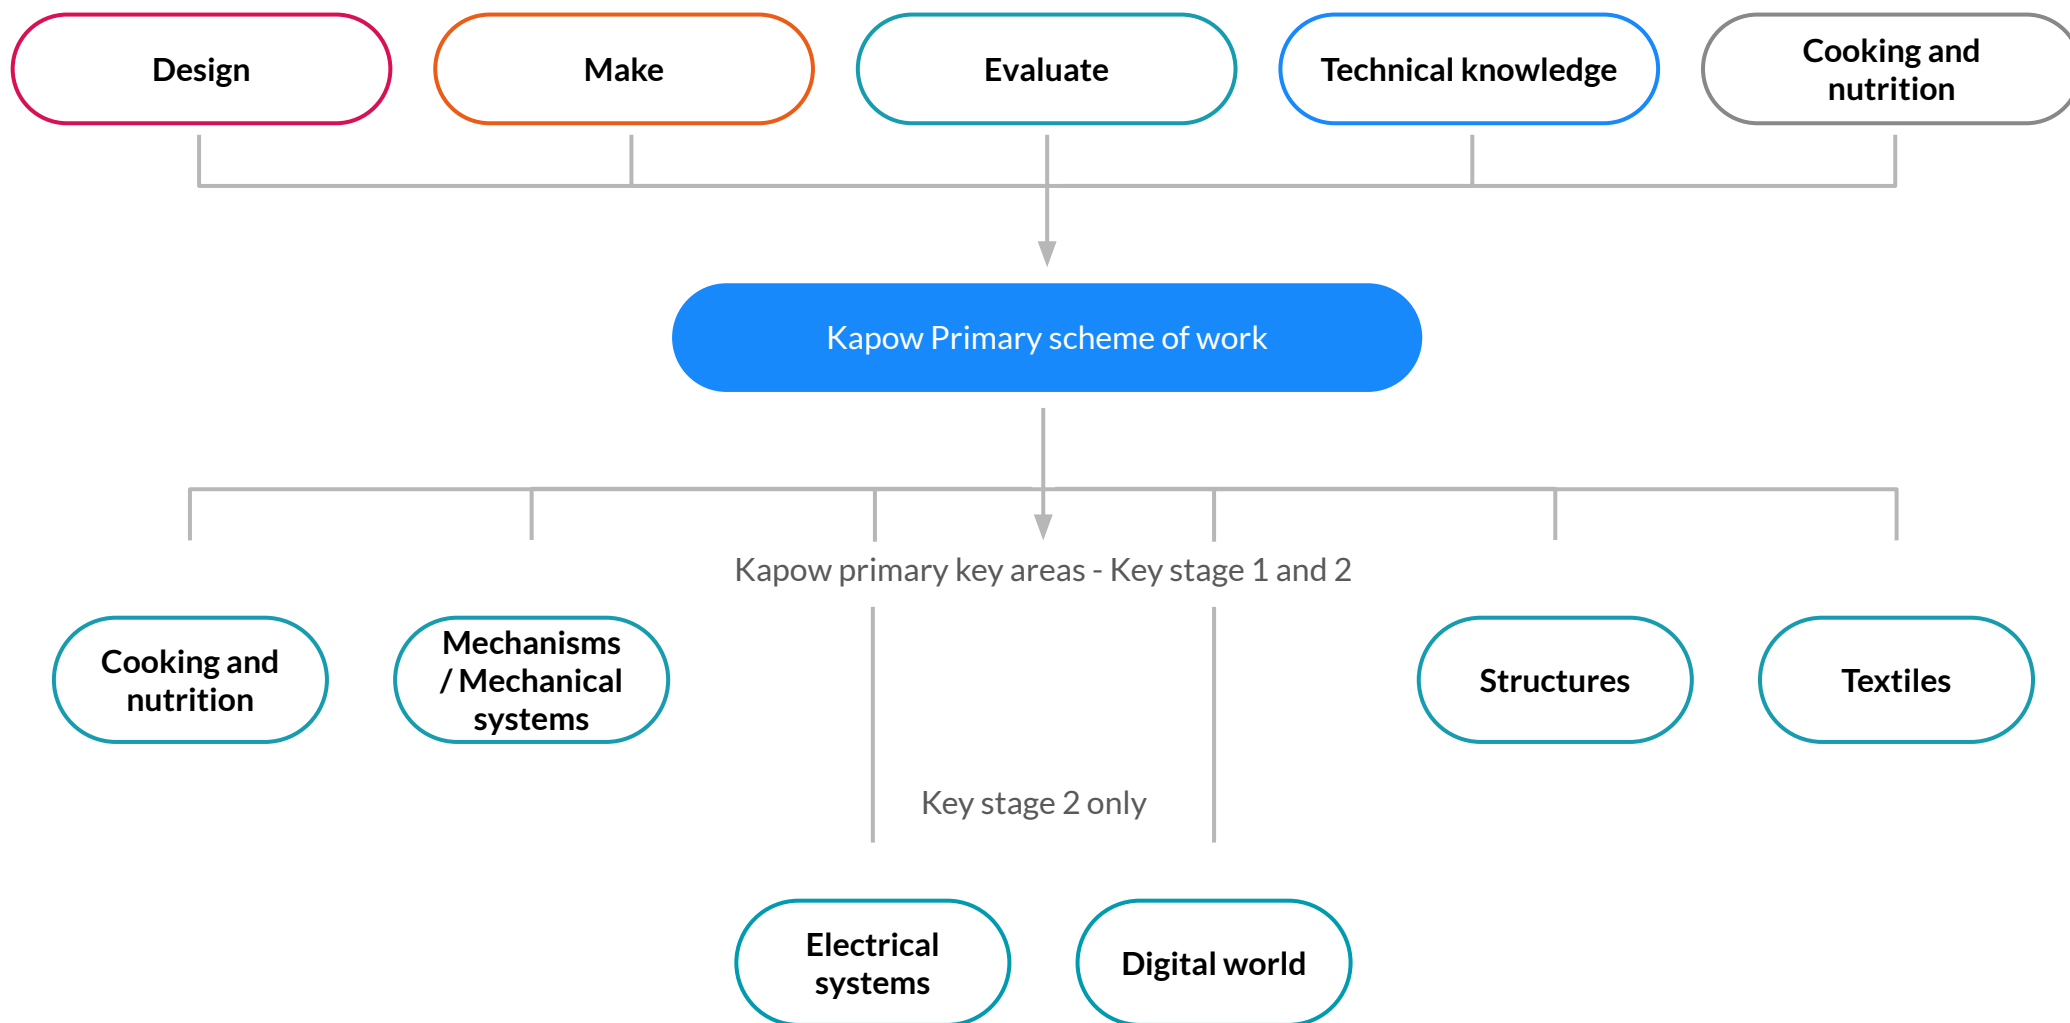 Design
Make
Evaluate
Technical knowledge
Cooking and
nutrition
Kapow Primary scheme of work
Kapow primary key areas - Key stage 1 and 2
Cooking and
nutrition
Mechanisms
/ Mechanical
systems
Structures
Textiles
Key stage 2 only
Electrical
systems
Digital world